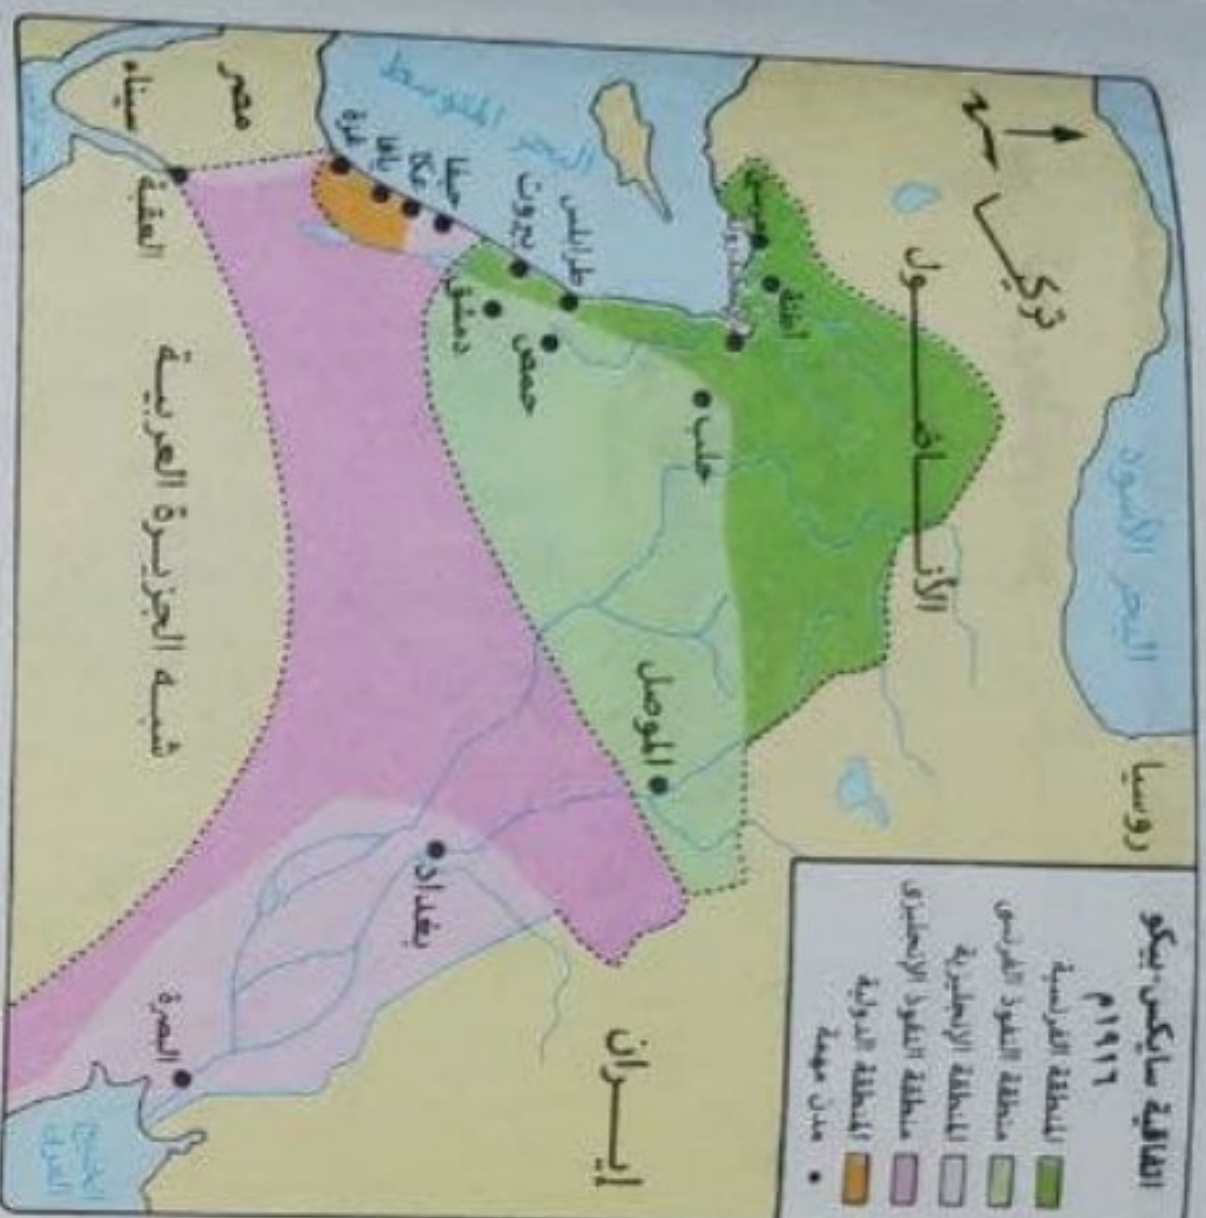 اتفاقية سايكس-بيكو
١٩١٦م
المنطقة الفرنسية
منطقة النفوذ الفرنسي
المنطقة الإنجليزية
منطقة النفوذ الإنجليزي
المنطقة الدولية
مدن مهمة
روسيا
البحر الأسود
تركيا
الأناضول
البحر المتوسط
أطنة
حلب
الموصل
طرابلس
حمص
بيروت
دمشق
حيفا
عكا
يافا
غزة
مصر
سيناء
العقبة
بغداد
البصرة
إيران
شبه الجزيرة العربية
الخليج